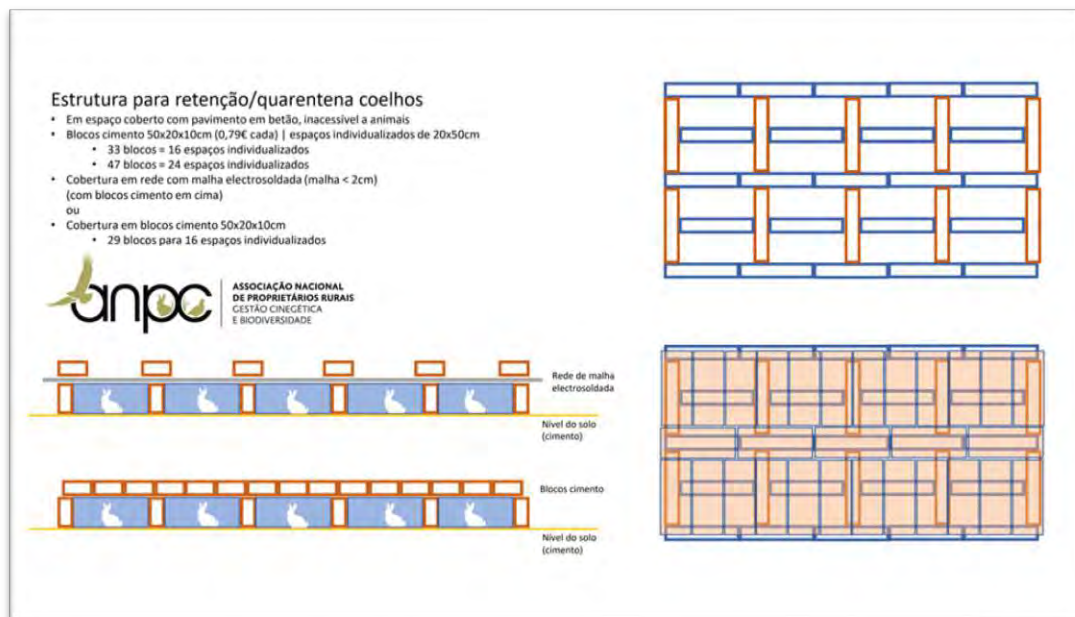 Estrutura para retenção/quarentena coelhos
• Em espaço coberto com pavimento em betão, inacessível a animais
• Blocos cimento 50x20x10cm (0,79€ cada) | espaços individualizados de 20x50cm
• 33 blocos = 16 espaços individualizados
• 47 blocos = 24 espaços individualizados
• Cobertura em rede com malha electrosoldada (malha < 2cm)
(com blocos cimento em cima)
ou
• Cobertura em blocos cimento 50x20x10cm
• 29 blocos para 16 espaços individualizados
anpc
ASSOCIAÇÃO NACIONAL
DE PROPRIETÁRIOS RURAIS
GESTÃO CINEGÉTICA
E BIODIVERSIDADE
Rede de malha
electrosoldada
Nível do solo
(cimento)
Blocos cimento
Nível do solo
(cimento)